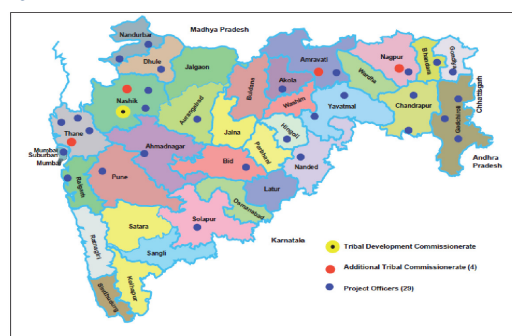 Madhya Pradesh
Nandurbar
Dhule
Jalgaon
Nashik
Aurangabad
Buldhna
Akola
Amravati
Washim
Wardha
Nagpur
Bhandara
Gondia
Chhattisgarh
Yavatmal
Chandrapur
Gadchiroli
Andhra
Pradesh
Thane
Mumbai
Suburban
Mumbai
Raigarh
Ahmadnagar
Jalna
Hingoli
Parbhani
Nanded
Pune
Bid
Latur
Osmanabad
Satara
Solapur
Ratnagiri
Sangli
Kolhapur
Sindhudurg
Karnataka
Tribal Development Commissionerate
Additional Tribal Commissionerate (4)
Project Officers (29)